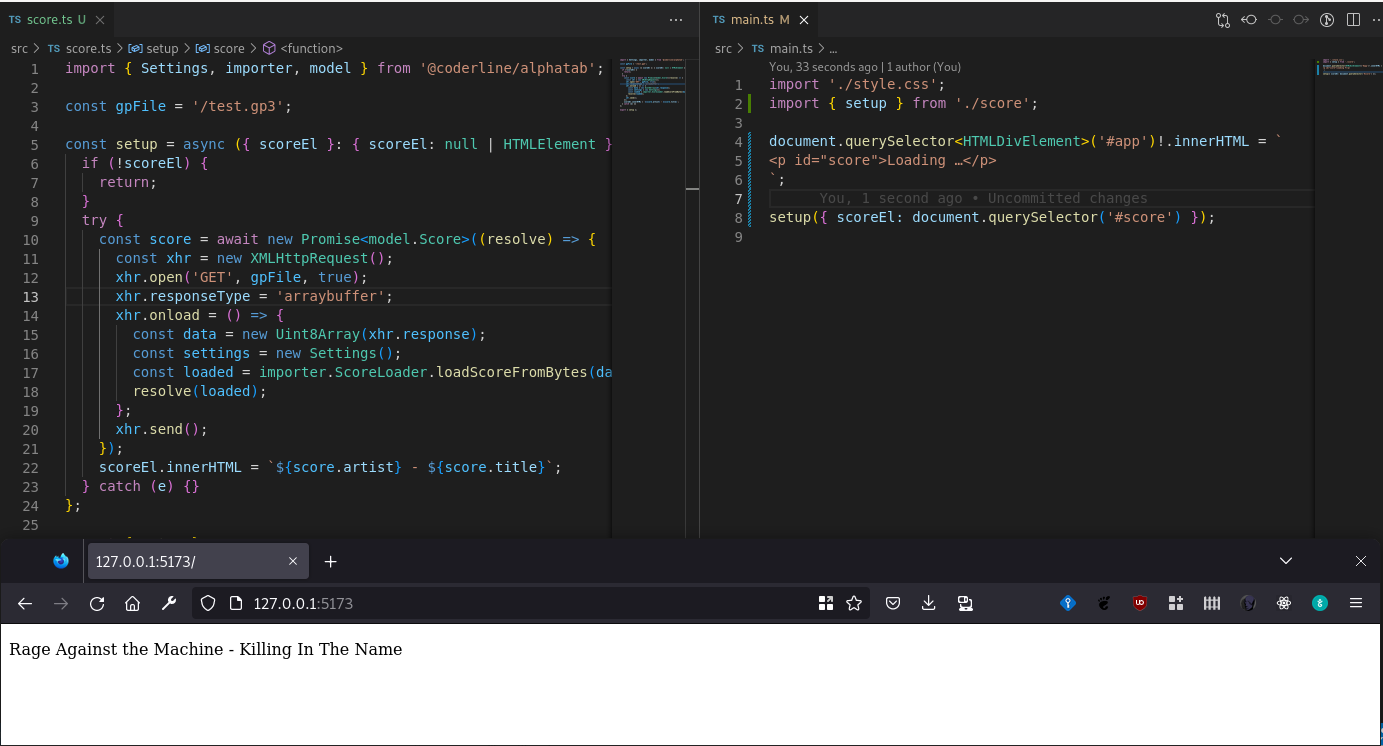 TS score.ts U
src > TS score.ts > setup > score > <function>
1 import { Settings, importer, model } from '@coderline/alphatab';
2
3 const gpFile = '/test.gp3';
4
5 const setup = async ({ scoreEl }: { scoreEl: null | HTMLElement }
6 if (!scoreEl) {
7 return;
8 }
9 try {
10 const score = await new Promise<model.Score>((resolve) => {
11 const xhr = new XMLHttpRequest();
12 xhr.open('GET', gpFile, true);
13 xhr.responseType = 'arraybuffer';
14 xhr.onload = () => {
15 const data = new Uint8Array(xhr.response);
16 const settings = new Settings();
17 const loaded = importer.ScoreLoader.loadScoreFromBytes(da
18 resolve(loaded);
19 };
20 xhr.send();
21 });
22 scoreEl.innerHTML = `${score.artist} - ${score.title}`;
23 } catch (e) {}
24 };
25
TS main.ts M
src > TS main.ts > ...
You, 33 seconds ago | 1 author (You)
1 import './style.css';
2 import { setup } from './score';
3
4 document.querySelector<HTMLDivElement>('#app')!.innerHTML = `
5 <p id="score">Loading …</p>
6 `;
7 You, 1 second ago • Uncommitted changes
8 setup({ scoreEl: document.querySelector('#score') });
9
127.0.0.1:5173/
127.0.0.1:5173
Rage Against the Machine - Killing In The Name